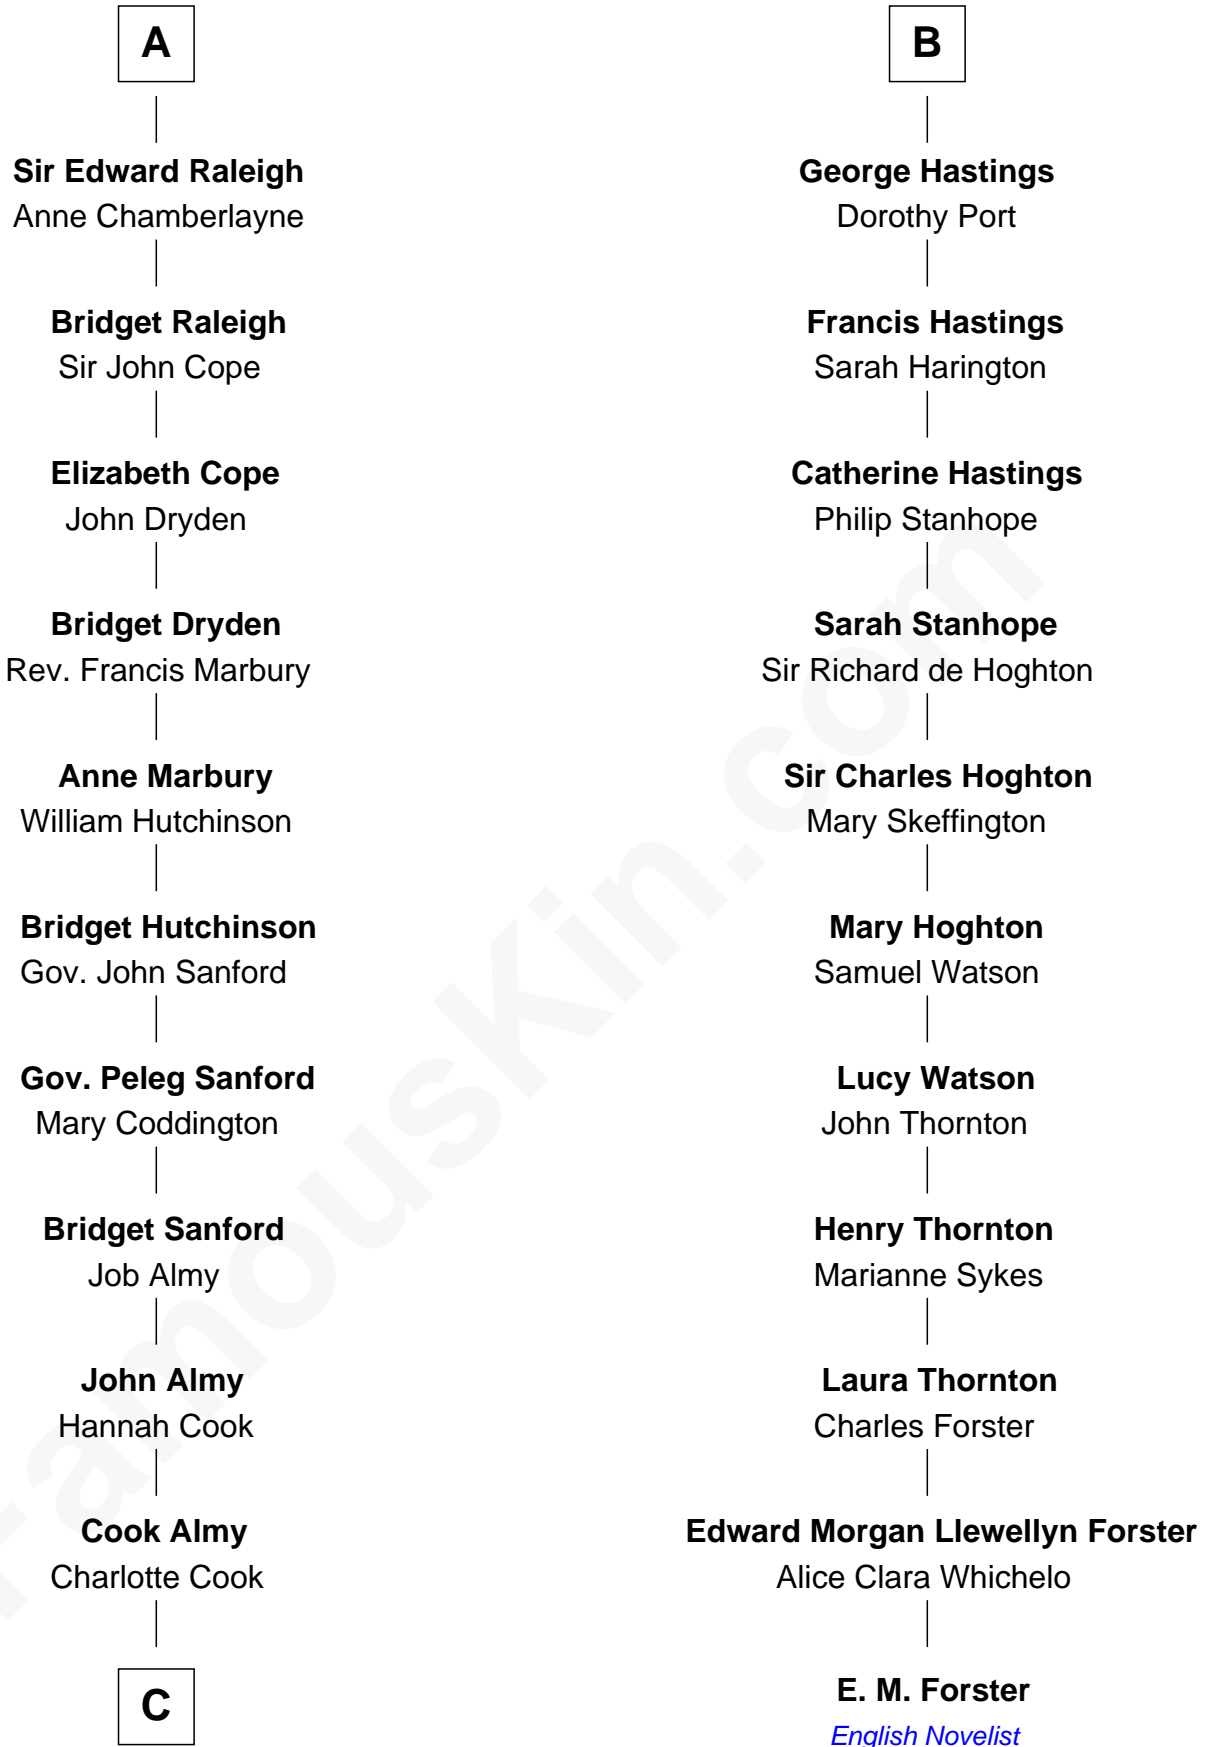 A
Sir Edward Raleigh
Anne Chamberlayne
Bridget Raleigh
Sir John Cope
Elizabeth Cope
John Dryden
Bridget Dryden
Rev. Francis Marbury
Anne Marbury
William Hutchinson
Bridget Hutchinson
Gov. John Sanford
Gov. Peleg Sanford
Mary Coddington
Bridget Sanford
Job Almy
John Almy
Hannah Cook
Cook Almy
Charlotte Cook
C
B
George Hastings
Dorothy Port
Francis Hastings
Sarah Harington
Catherine Hastings
Philip Stanhope
Sarah Stanhope
Sir Richard de Hoghton
Sir Charles Hoghton
Mary Skeffington
Mary Hoghton
Samuel Watson
Lucy Watson
John Thornton
Henry Thornton
Marianne Sykes
Laura Thornton
Charles Forster
Edward Morgan Llewellyn Forster
Alice Clara Whichelo
E. M. Forster
English Novelist
FamousKin.com